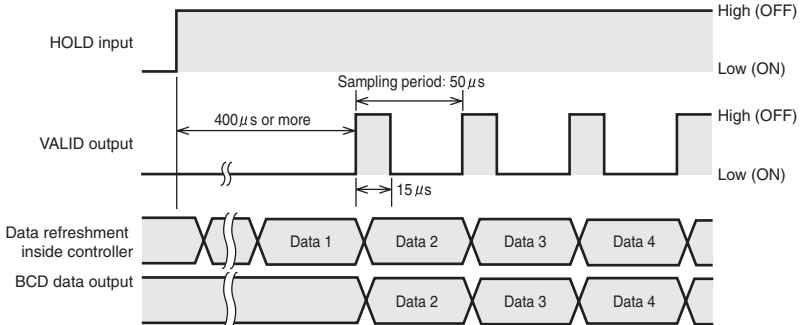 High (OFF)
HOLD input
Low (ON)
Sampling period: 50 μs
High (OFF)
400 μs or more
VALID output
Low (ON)
15 μs
Data refreshment
inside controller
Data 1
Data 2
Data 3
Data 4
BCD data output
Data 2
Data 3
Data 4